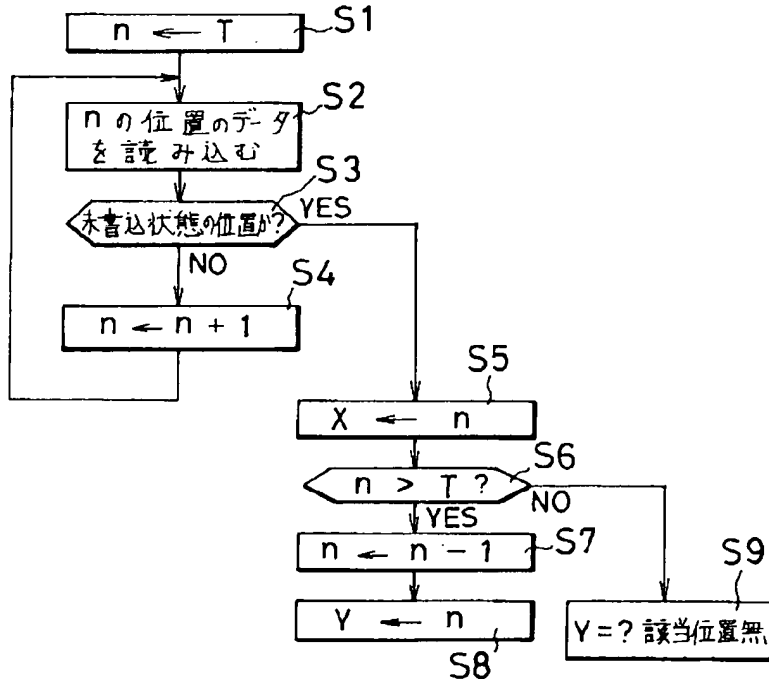 n ← T
S1
S2
nの位置のデータ
を読み込む
S3
未書込状態の位置か?
YES
NO
S4
n ← n + 1
S5
X ← n
S6
n > T ?
NO
YES
n ← n - 1
S7
S9
Y ← n
Y = ? 該当位置無
S8